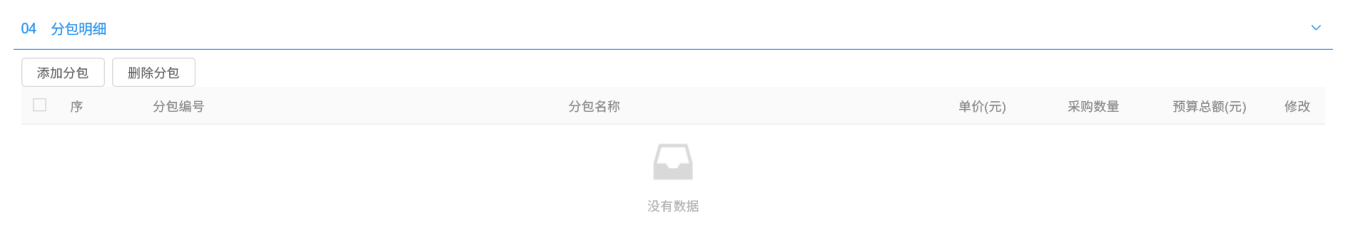 04 分包明细
添加分包 删除分包
序 分包编号 分包名称 单价(元) 采购数量 预算总额(元) 修改
没有数据